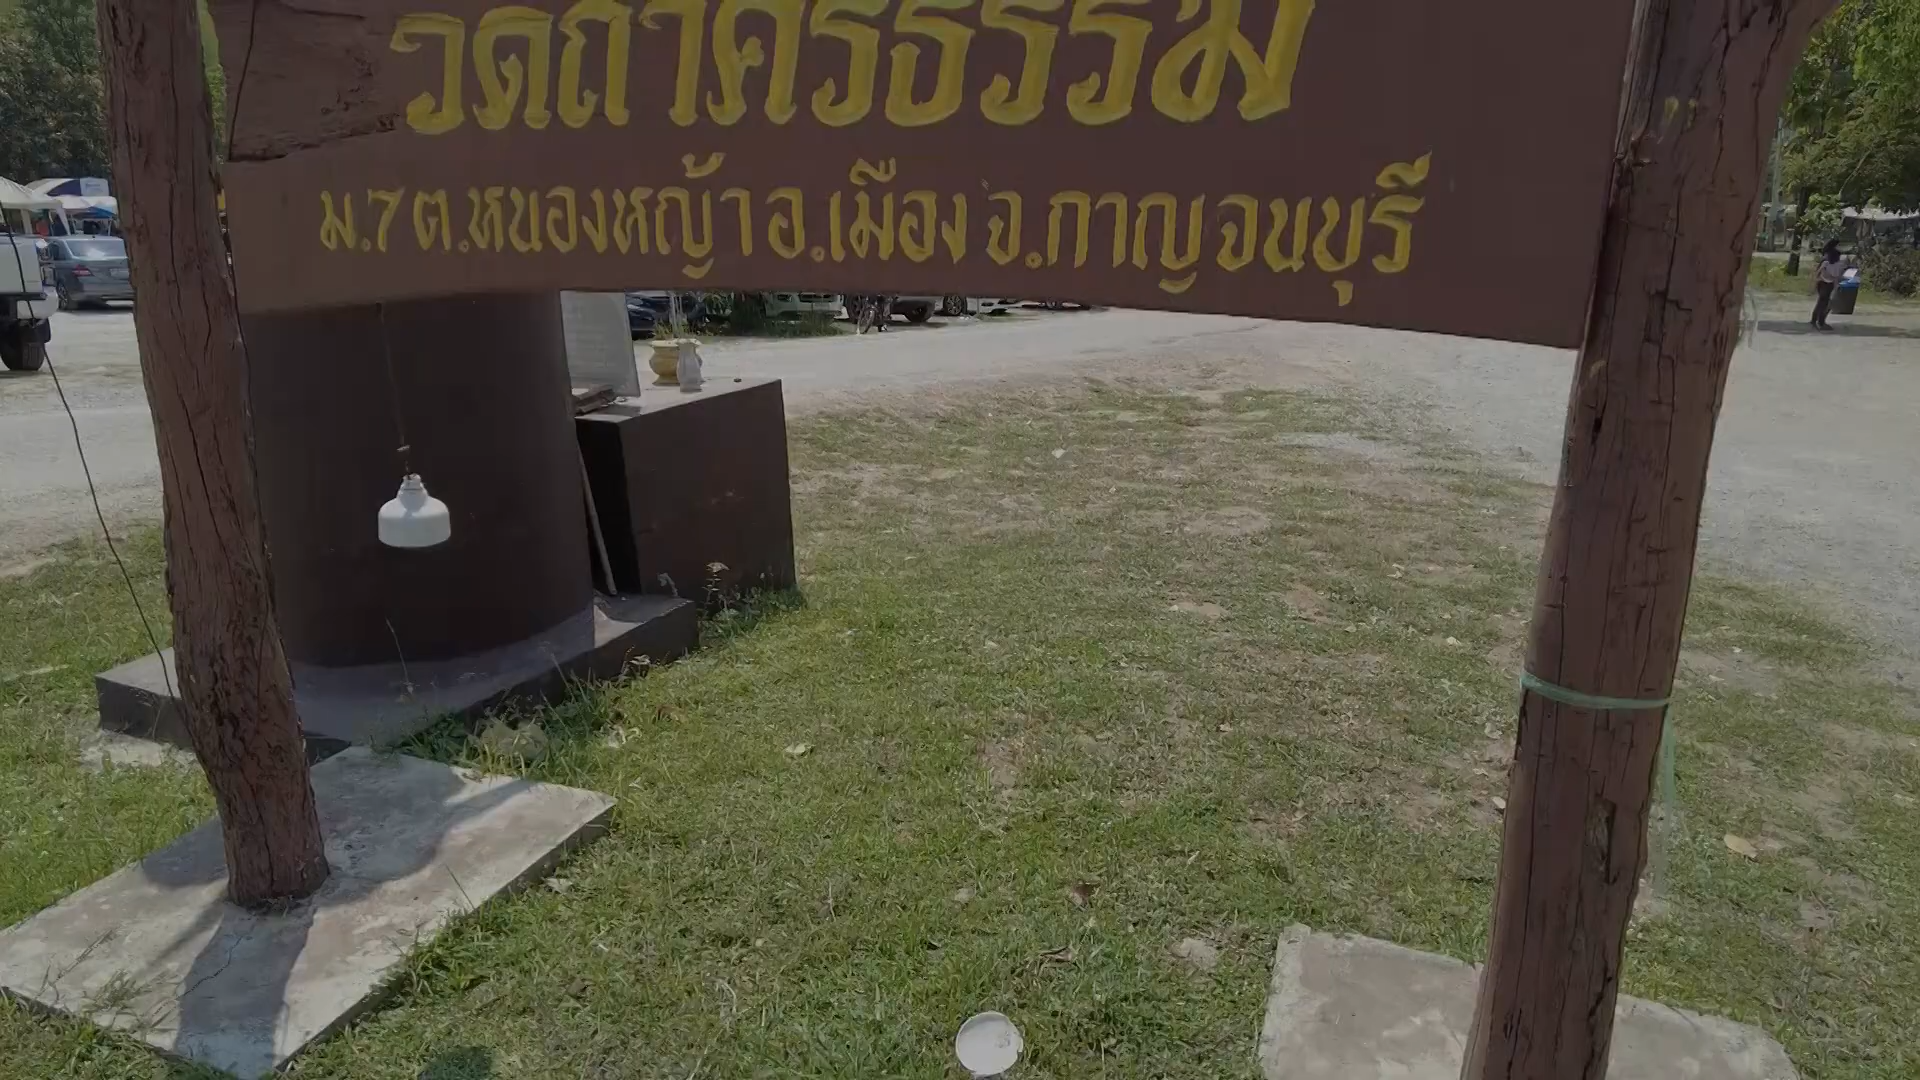 วัดถ้ำครีธรรม
ม.7 ต.หนองหญ้า อ.เมือง จ.กาญจนบุรี